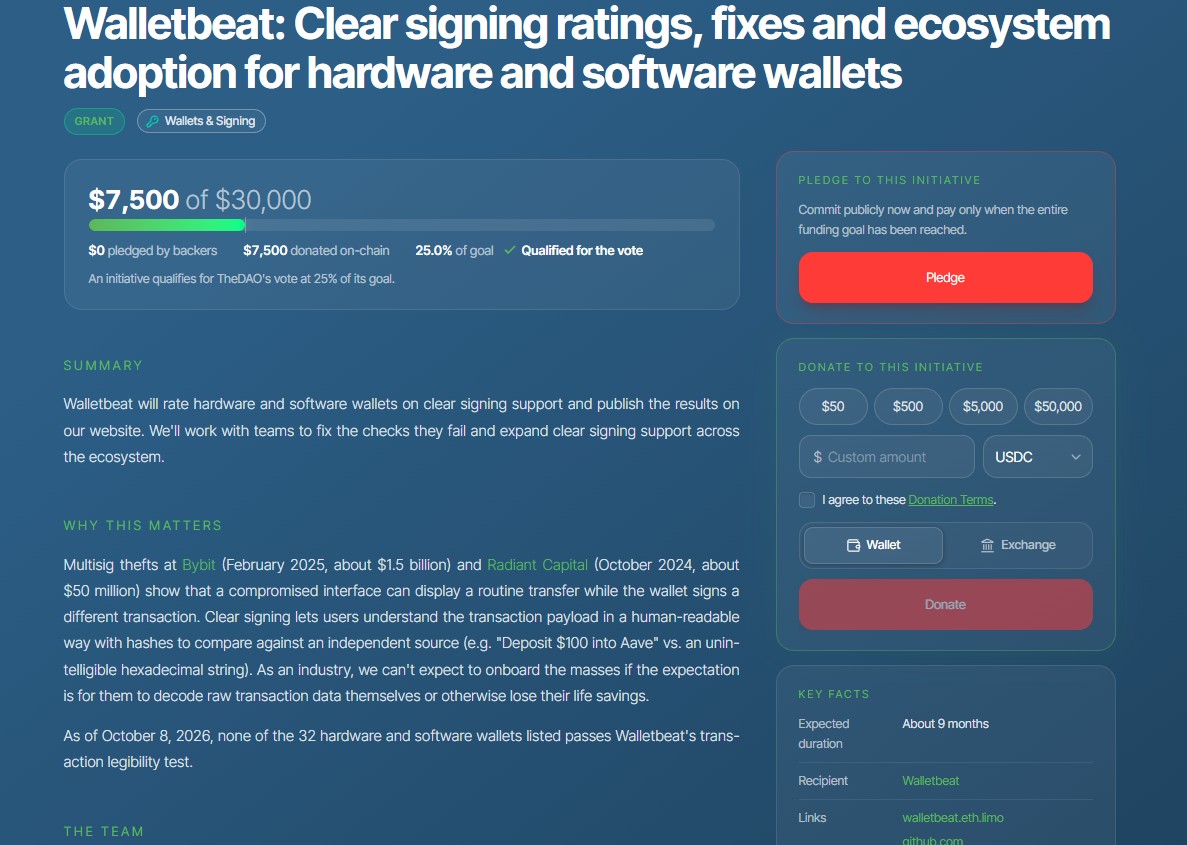 Walletbeat: Clear signing ratings, fixes and ecosystem
adoption for hardware and software wallets
GRANT
Wallets & Signing
$7,500 of $30,000
$0 pledged by backers $7,500 donated on-chain 25.0% of goal ✓ Qualified for the vote
An initiative qualifies for TheDAO's vote at 25% of its goal.
SUMMARY
Walletbeat will rate hardware and software wallets on clear signing support and publish the results on
our website. We'll work with teams to fix the checks they fail and expand clear signing support across
the ecosystem.
WHY THIS MATTERS
Multisig thefts at Bybit (February 2025, about $1.5 billion) and Radiant Capital (October 2024, about
$50 million) show that a compromised interface can display a routine transfer while the wallet signs a
different transaction. Clear signing lets users understand the transaction payload in a human-readable
way with hashes to compare against an independent source (e.g. "Deposit $100 into Aave" vs. an unin-
telligible hexadecimal string). As an industry, we can't expect to onboard the masses if the expectation
is for them to decode raw transaction data themselves or otherwise lose their life savings.
As of October 8, 2026, none of the 32 hardware and software wallets listed passes Walletbeat's trans-
action legibility test.
THE TEAM
PLEDGE TO THIS INITIATIVE
Commit publicly now and pay only when the entire
funding goal has been reached.
Pledge
DONATE TO THIS INITIATIVE
$50 $500 $5,000 $50,000
$ Custom amount USDC
I agree to these Donation Terms.
Wallet Exchange
Donate
KEY FACTS
Expected About 9 months
duration
Recipient Walletbeat
Links walletbeat.eth.limo
github.com